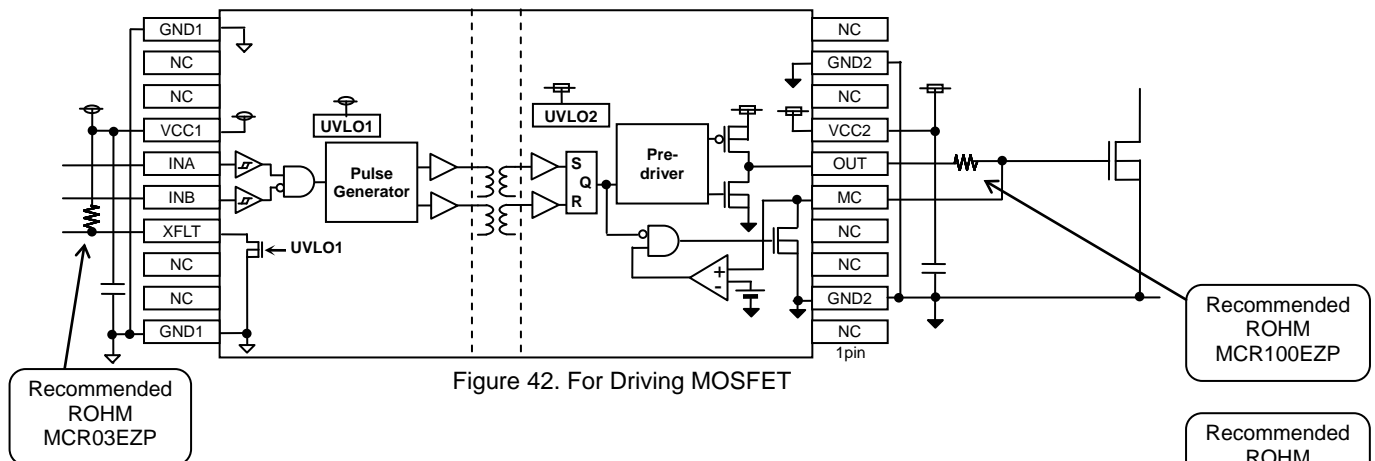 GND1
NC
NC
VCC1
INA
INB
XFLT
NC
NC
GND1
UVLO1
Pulse
Generator
UVLO1
UVLO2
S
Q
R
Pre-
driver
+
-
NC
GND2
NC
VCC2
OUT
MC
NC
NC
GND2
NC
1pin
Recommended
ROHM
MCR03EZP
Recommended
ROHM
MCR100EZP
Figure 42. For Driving MOSFET
Recommended
ROHM